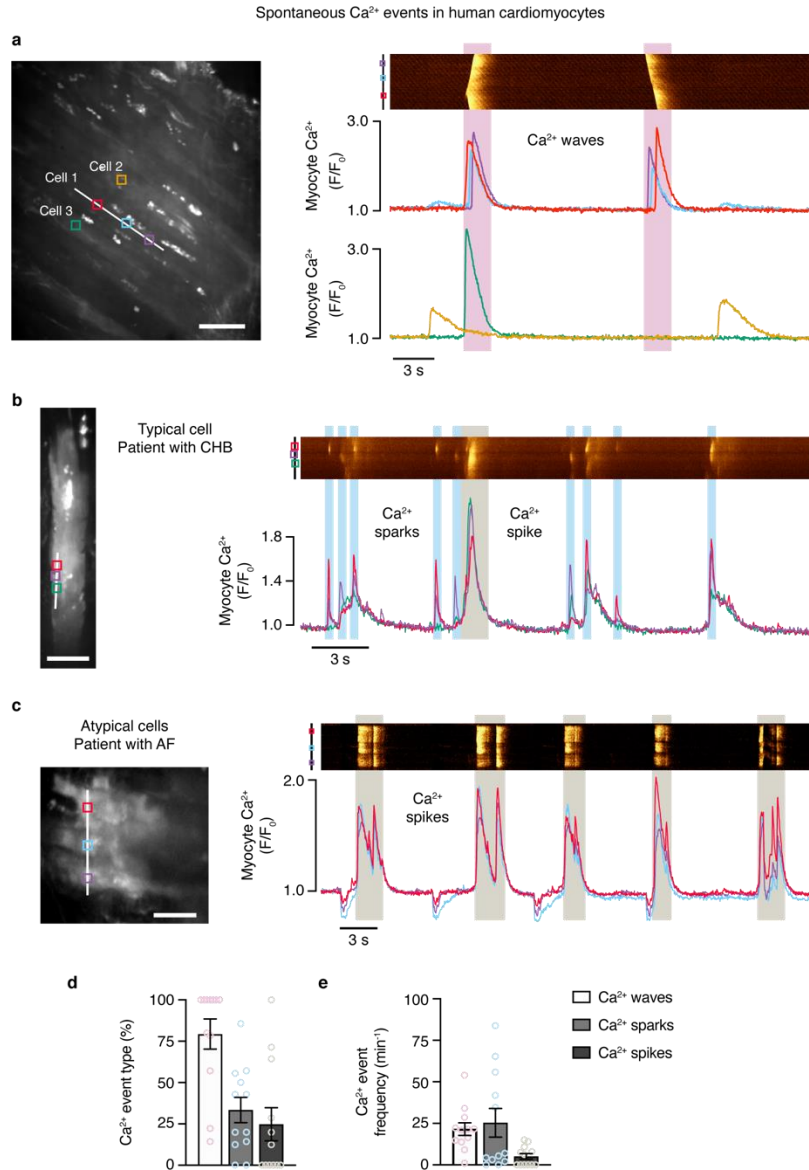 Spontaneous Ca²⁺ events in human cardiomyocytes
a
Cell 2
Cell 1
Cell 3
3.0
Ca²⁺ waves
Myocyte Ca²⁺
(F/F₀)
1.0
3.0
Myocyte Ca²⁺
(F/F₀)
1.0
3 s
b
Typical cell
Patient with CHB
Ca²⁺
sparks
Ca²⁺
spike
1.8
1.4
1.0
Myocyte Ca²⁺
(F/F₀)
3 s
c
Atypical cells
Patient with AF
2.0
Ca²⁺
spikes
Myocyte Ca²⁺
(F/F₀)
1.0
3 s
d
100
75
50
25
0
Ca²⁺ event type (%)
e
100
75
50
25
0
Ca²⁺ event
frequency (min⁻¹)
Ca²⁺ waves
Ca²⁺ sparks
Ca²⁺ spikes